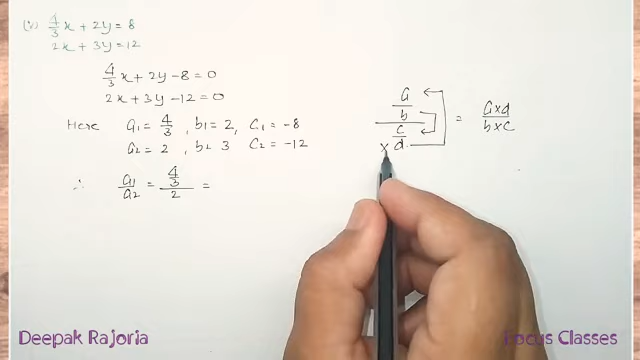 (iv) 4/3 x + 2y = 8
2x + 3y = 12
4/3 x + 2y - 8 = 0
2x + 3y - 12 = 0
Here a1 = 4/3, b1 = 2, c1 = -8
a2 = 2, b2 3 c2 = -12
∴ a1/a2 = 4/3 / 2 =
a/b / c/d = a×d / b×c
×
Deepak Rajoria
Focus Classes